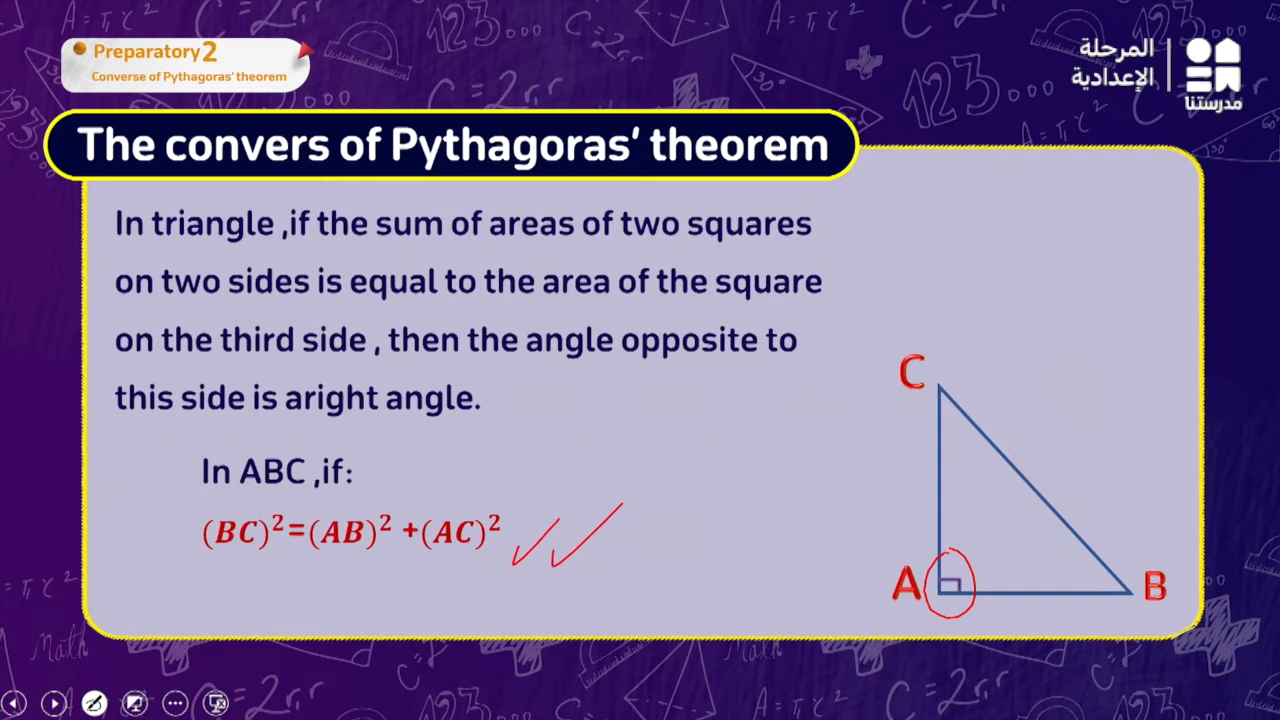 Preparatory 2
Converse of Pythagoras' theorem
المرحلة
الإعدادية
مدرستنا
The convers of Pythagoras' theorem
In triangle ,if the sum of areas of two squares
on two sides is equal to the area of the square
on the third side , then the angle opposite to
this side is aright angle.
In ABC ,if:
(BC)²=(AB)² +(AC)²
C
A
B